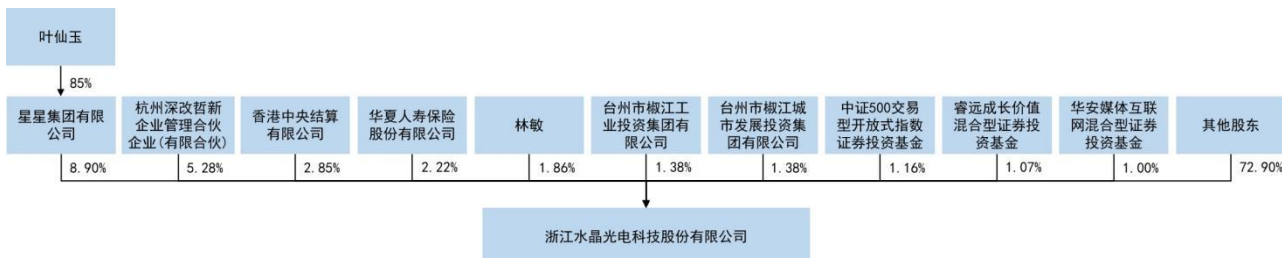 叶仙玉
85%
星星集团有限
公司
杭州深改哲新
企业管理合伙
企业(有限合伙)
香港中央结算
有限公司
华夏人寿保险
股份有限公司
林敏
台州市椒江工
业投资集团有
限公司
台州市椒江城
市发展投资集
团有限公司
中证500交易
型开放式指数
证券投资基金
睿远成长价值
混合型证券投
资基金
华安媒体互联
网混合型证券
投资基金
其他股东
8.90%
5.28%
2.85%
2.22%
1.86%
1.38%
1.38%
1.16%
1.07%
1.00%
72.90%
浙江水晶光电科技股份有限公司